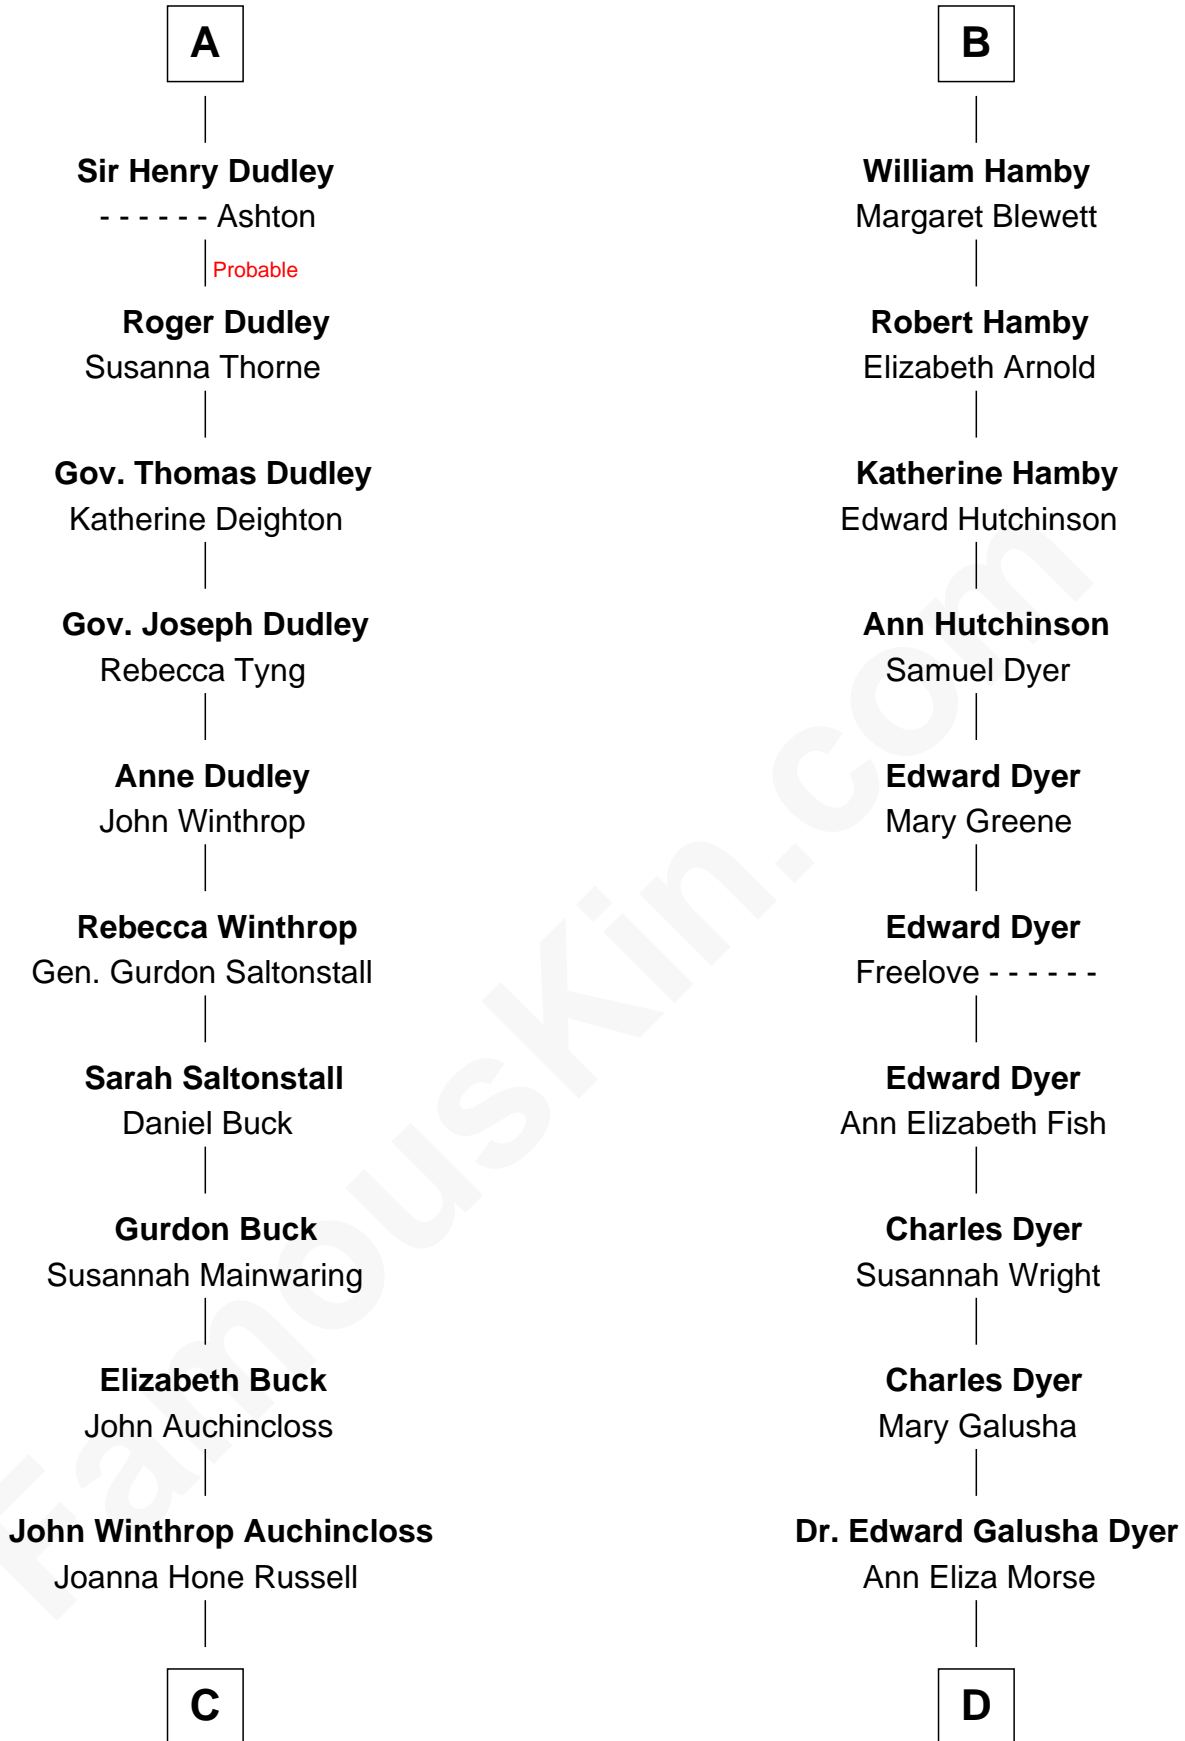 A
Sir Henry Dudley
- - - - - - Ashton
Probable
Roger Dudley
Susanna Thorne
Gov. Thomas Dudley
Katherine Deighton
Gov. Joseph Dudley
Rebecca Tyng
Anne Dudley
John Winthrop
Rebecca Winthrop
Gen. Gurdon Saltonstall
Sarah Saltonstall
Daniel Buck
Gurdon Buck
Susannah Mainwaring
Elizabeth Buck
John Auchincloss
John Winthrop Auchincloss
Joanna Hone Russell
C
B
William Hamby
Margaret Blewett
Robert Hamby
Elizabeth Arnold
Katherine Hamby
Edward Hutchinson
Ann Hutchinson
Samuel Dyer
Edward Dyer
Mary Greene
Edward Dyer
Freelove - - - - - -
Edward Dyer
Ann Elizabeth Fish
Charles Dyer
Susannah Wright
Charles Dyer
Mary Galusha
Dr. Edward Galusha Dyer
Ann Eliza Morse
D
FamousKin.com